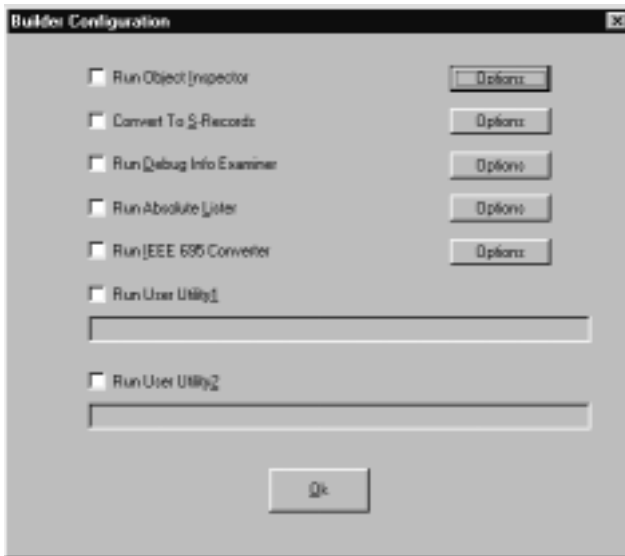 Builder Configuration
Run Object Inspector
Options
Convert To S-Records
Options
Run Debug Info Examiner
Options
Run Absolute Lister
Options
Run IEEE 695 Converter
Options
Run User Utility1
Run User Utility2
Ok